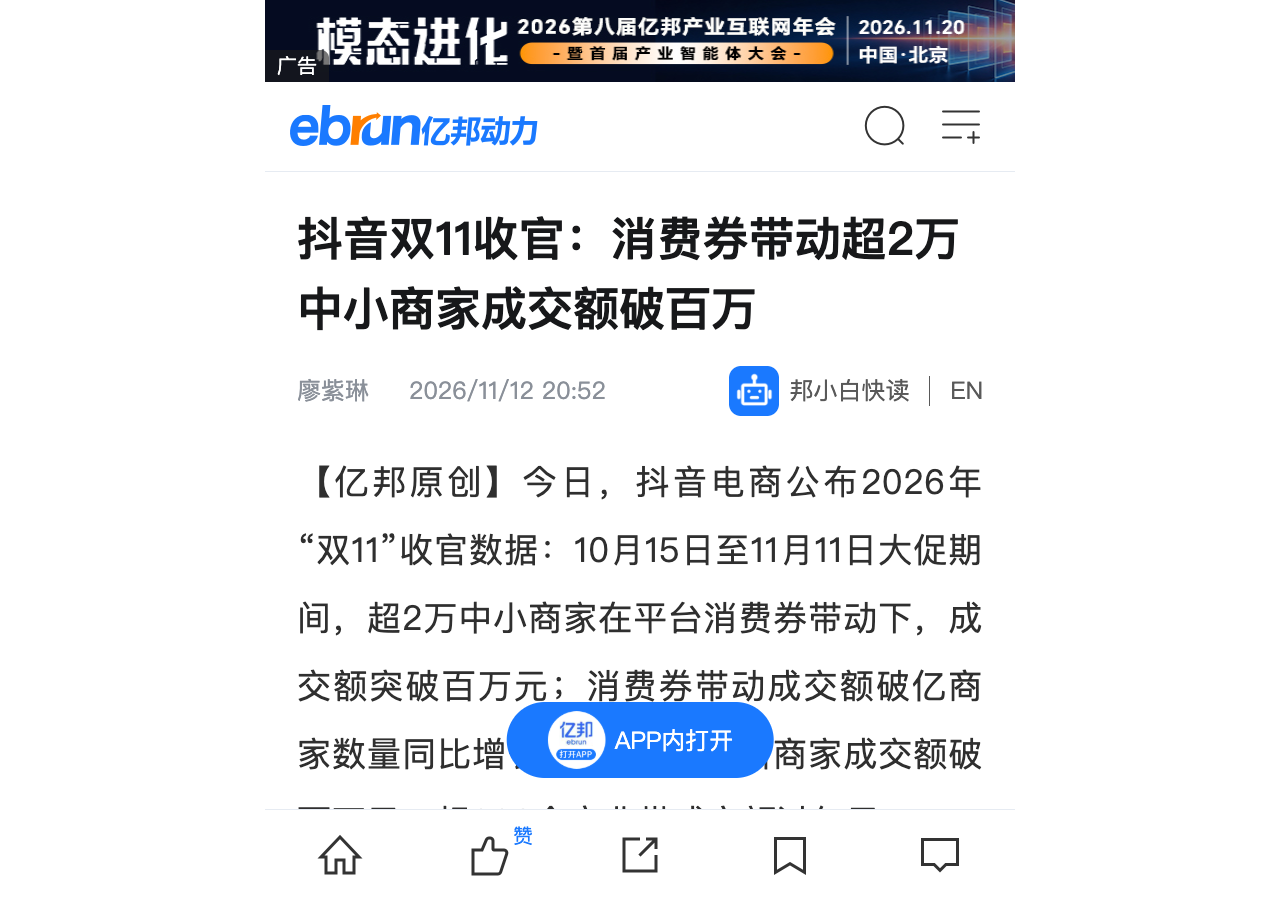 模态进化
2026第八届亿邦产业互联网年会
-暨首届产业智能体大会-
2026.11.20
中国·北京
广告
ebrun亿邦动力
抖音双11收官：消费券带动超2万
中小商家成交额破百万
廖紫琳 2026/11/12 20:52
邦小白快读 EN
【亿邦原创】今日，抖音电商公布2026年
“双11”收官数据：10月15日至11月11日大促期
间，超2万中小商家在平台消费券带动下，成
交额突破百万元；消费券带动成交额破亿商
家数量同比增
商家成交额破
亿邦
ebrun
打开APP
APP内打开
赞